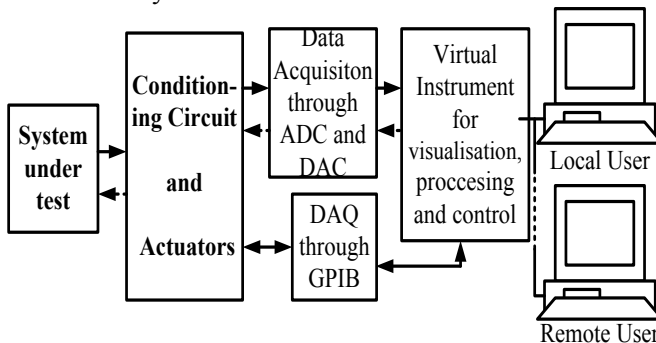 System
under
test
Condition-
ing Circuit
and
Actuators
Data
Acquisiton
through
ADC and
DAC
DAQ
through
GPIB
Virtual
Instrument
for
visualisation,
proccesing
and control
Local User
Remote User